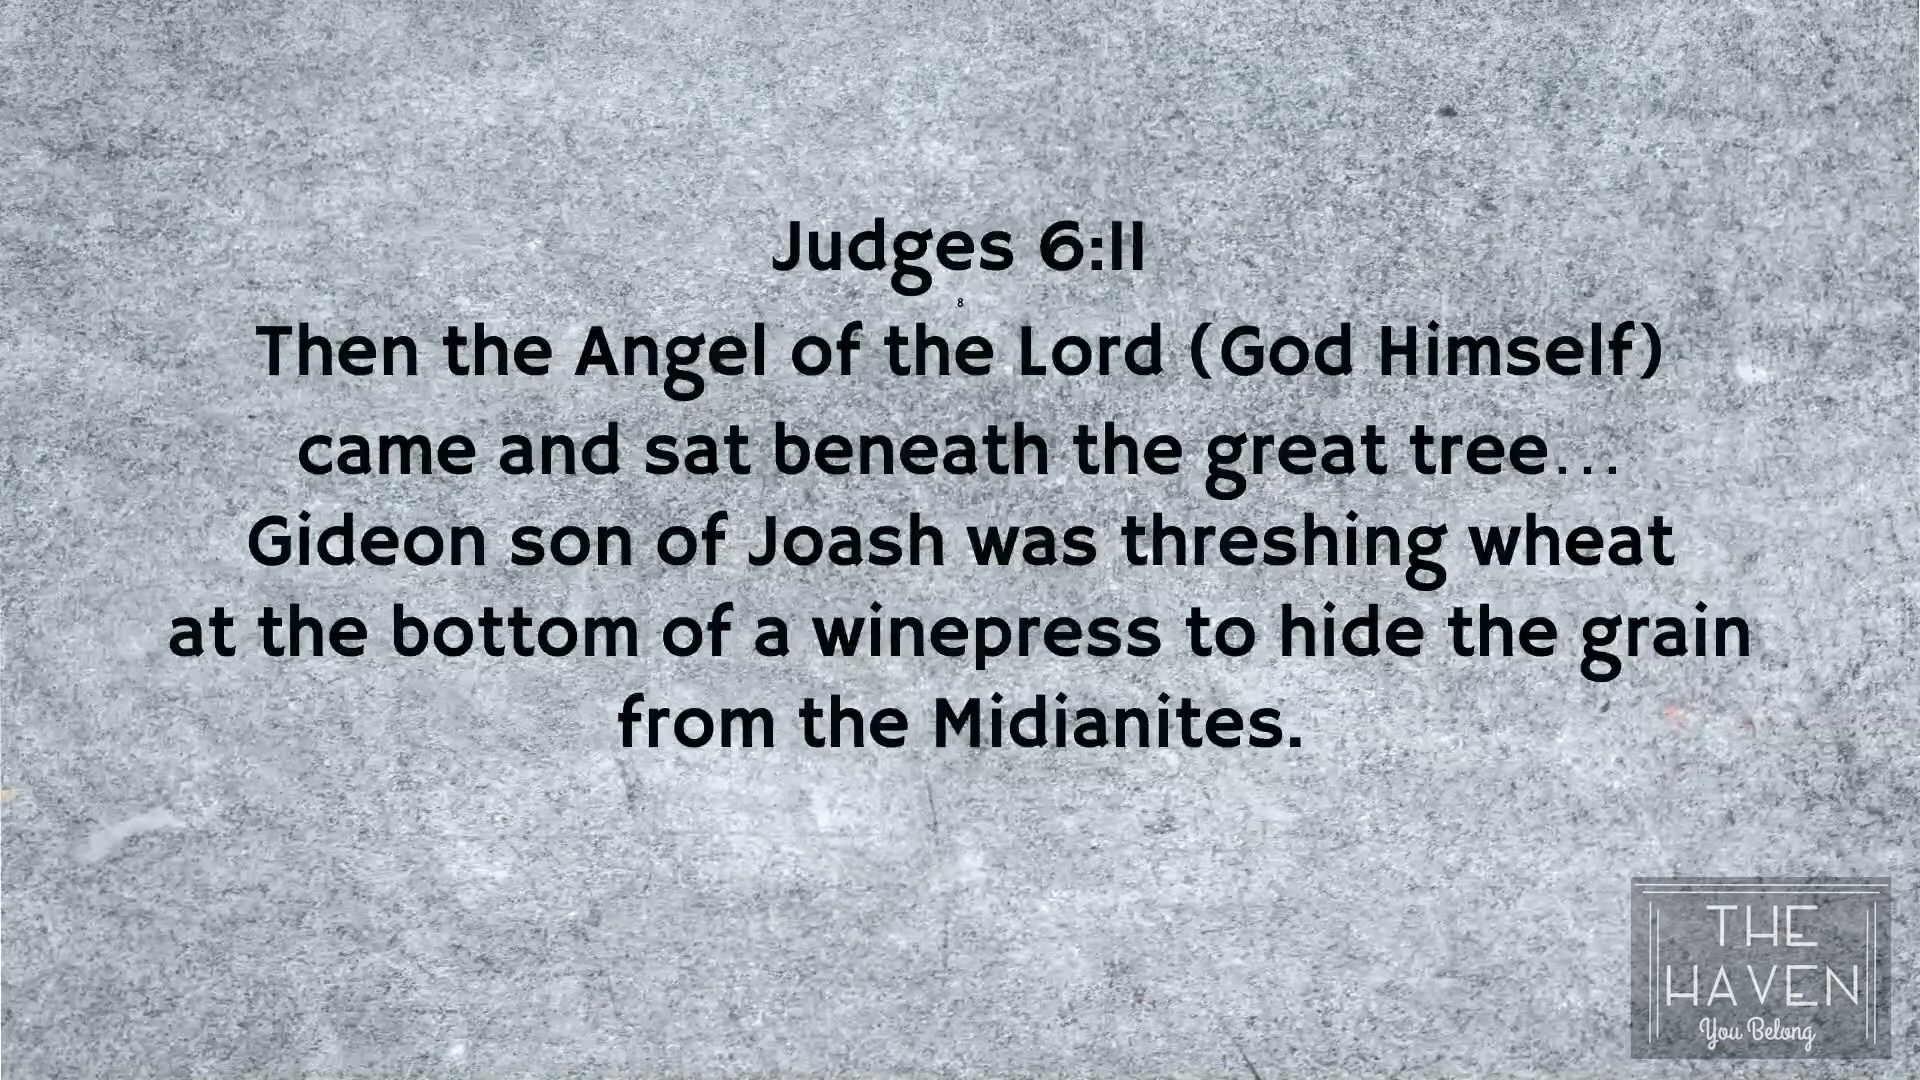 Judges 6:11
8
Then the Angel of the Lord (God Himself)
came and sat beneath the great tree...
Gideon son of Joash was threshing wheat
at the bottom of a winepress to hide the grain
from the Midianites.
THE
HAVEN
You Belong